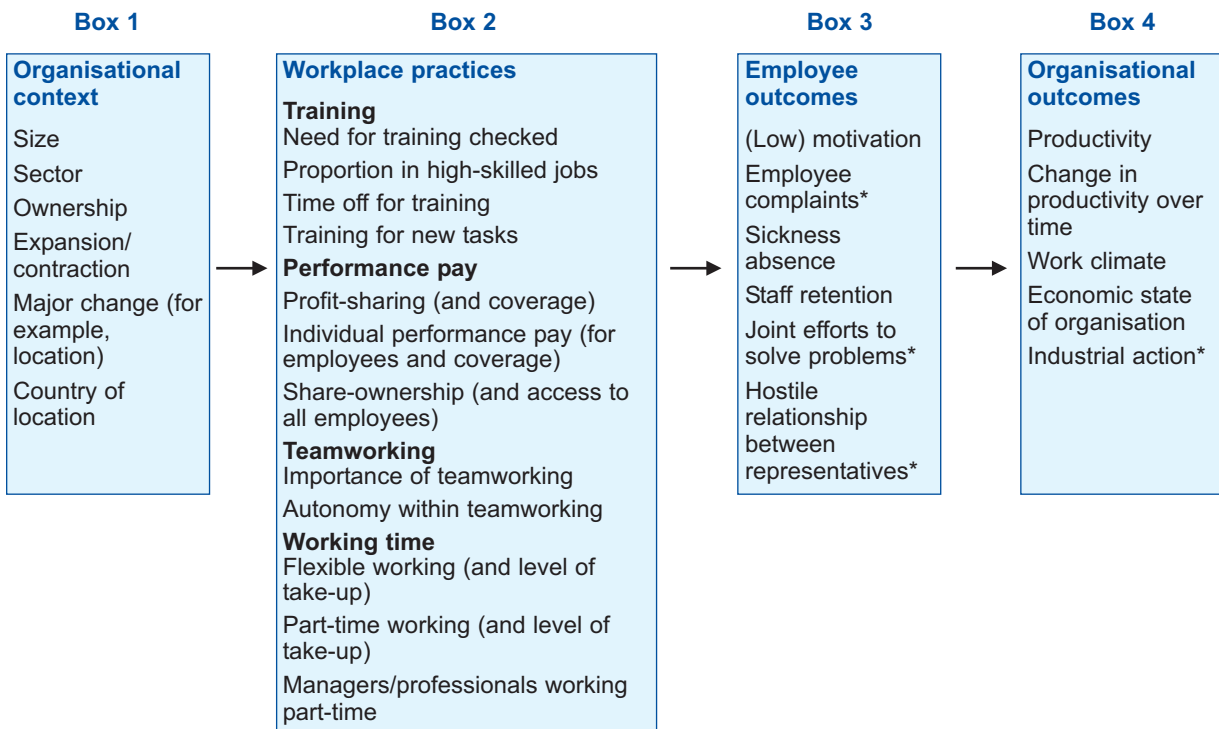 Box 1
Organisational
context
Size
Sector
Ownership
Expansion/
contraction
Major change (for
example,
location)
Country of
location
Box 2
Workplace practices
Training
Need for training checked
Proportion in high-skilled jobs
Time off for training
Training for new tasks
Performance pay
Profit-sharing (and coverage)
Individual performance pay (for
employees and coverage)
Share-ownership (and access to
all employees)
Teamworking
Importance of teamworking
Autonomy within teamworking
Working time
Flexible working (and level of
take-up)
Part-time working (and level of
take-up)
Managers/professionals working
part-time
Box 3
Employee
outcomes
(Low) motivation
Employee
complaints*
Sickness
absence
Staff retention
Joint efforts to
solve problems*
Hostile
relationship
between
representatives*
Box 4
Organisational
outcomes
Productivity
Change in
productivity over
time
Work climate
Economic state
of organisation
Industrial action*